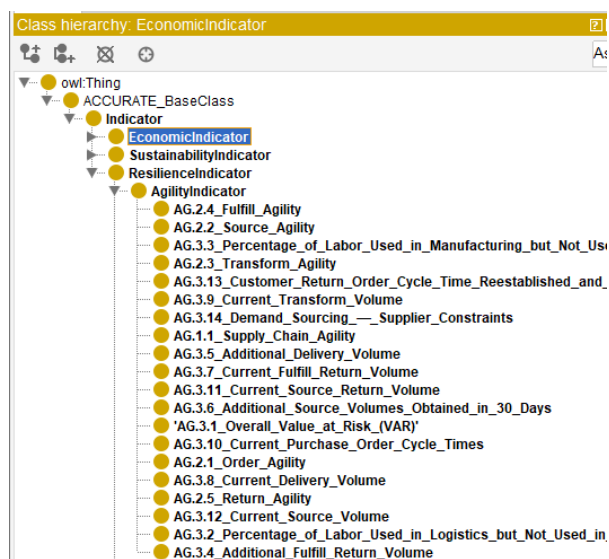 Class hierarchy: EconomicIndicator
As
owl:Thing
ACCURATE_BaseClass
Indicator
EconomicIndicator
SustainabilityIndicator
ResilienceIndicator
AgilityIndicator
AG.2.4_Fulfill_Agility
AG.2.2_Source_Agility
AG.3.3_Percentage_of_Labor_Used_in_Manufacturing_but_Not_Use
AG.2.3_Transform_Agility
AG.3.13_Customer_Return_Order_Cycle_Time_Reestablished_and_
AG.3.9_Current_Transform_Volume
AG.3.14_Demand_Sourcing_—_Supplier_Constraints
AG.1.1_Supply_Chain_Agility
AG.3.5_Additional_Delivery_Volume
AG.3.7_Current_Fulfill_Return_Volume
AG.3.11_Current_Source_Return_Volume
AG.3.6_Additional_Source_Volumes_Obtained_in_30_Days
'AG.3.1_Overall_Value_at_Risk_(VAR)'
AG.3.10_Current_Purchase_Order_Cycle_Times
AG.2.1_Order_Agility
AG.3.8_Current_Delivery_Volume
AG.2.5_Return_Agility
AG.3.12_Current_Source_Volume
AG.3.2_Percentage_of_Labor_Used_in_Logistics_but_Not_Used_in_
AG.3.4_Additional_Fulfill_Return_Volume